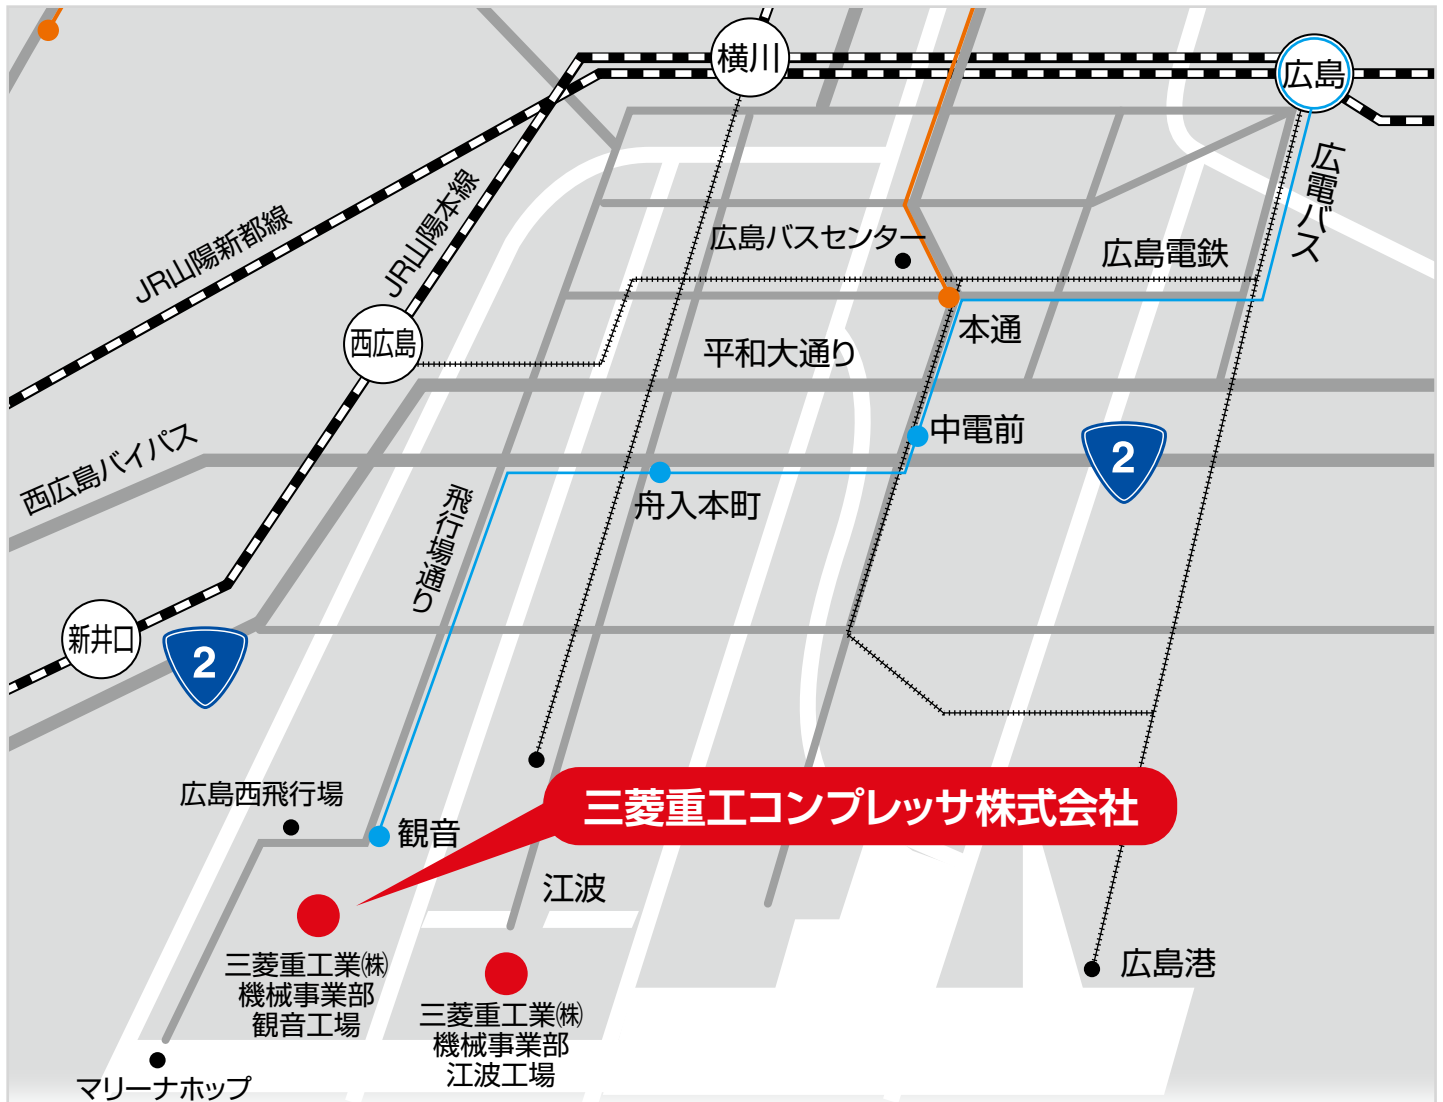 横川
広島
広電バス
JR山陽新都線
JR山陽本線
広島バスセンター
広島電鉄
本通
西広島
平和大通り
中電前
2
西広島バイパス
飛行場通り
舟入本町
新井口
2
広島西飛行場
三菱重工コンプレッサ株式会社
観音
江波
広島港
三菱重工業㈱
機械事業部
観音工場
三菱重工業㈱
機械事業部
江波工場
マリーナホップ